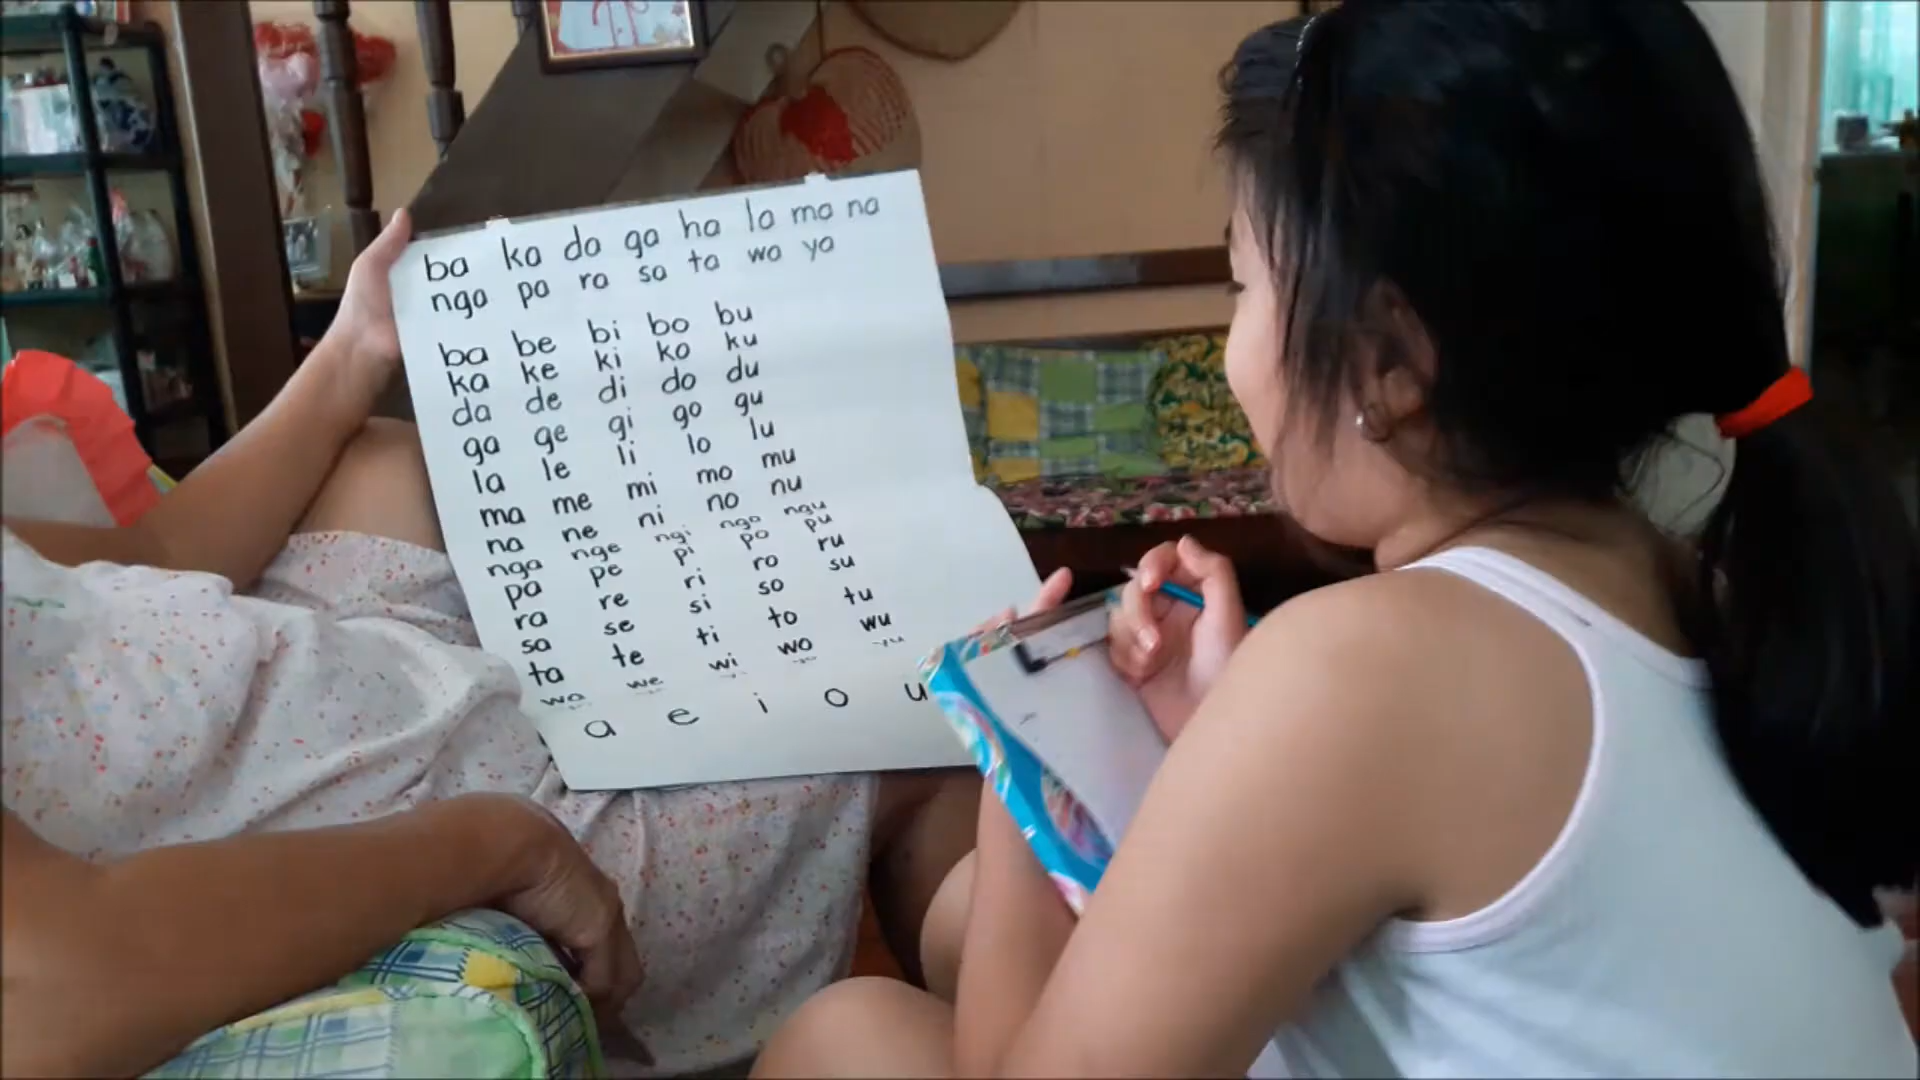 ba ka da ga ha la ma na
nga pa ra sa ta wa ya
ba be bi bo bu
ka ke ki ko ku
da de di do du
ga ge gi go gu
la le li lo lu
ma me mi mo mu
na ne ni no nu
nga nge ngi ngo ngu
pa pe pi po pu
ra re ri ro ru
sa se si so su
ta te ti to tu
wa we wi wo wu
a e i o u